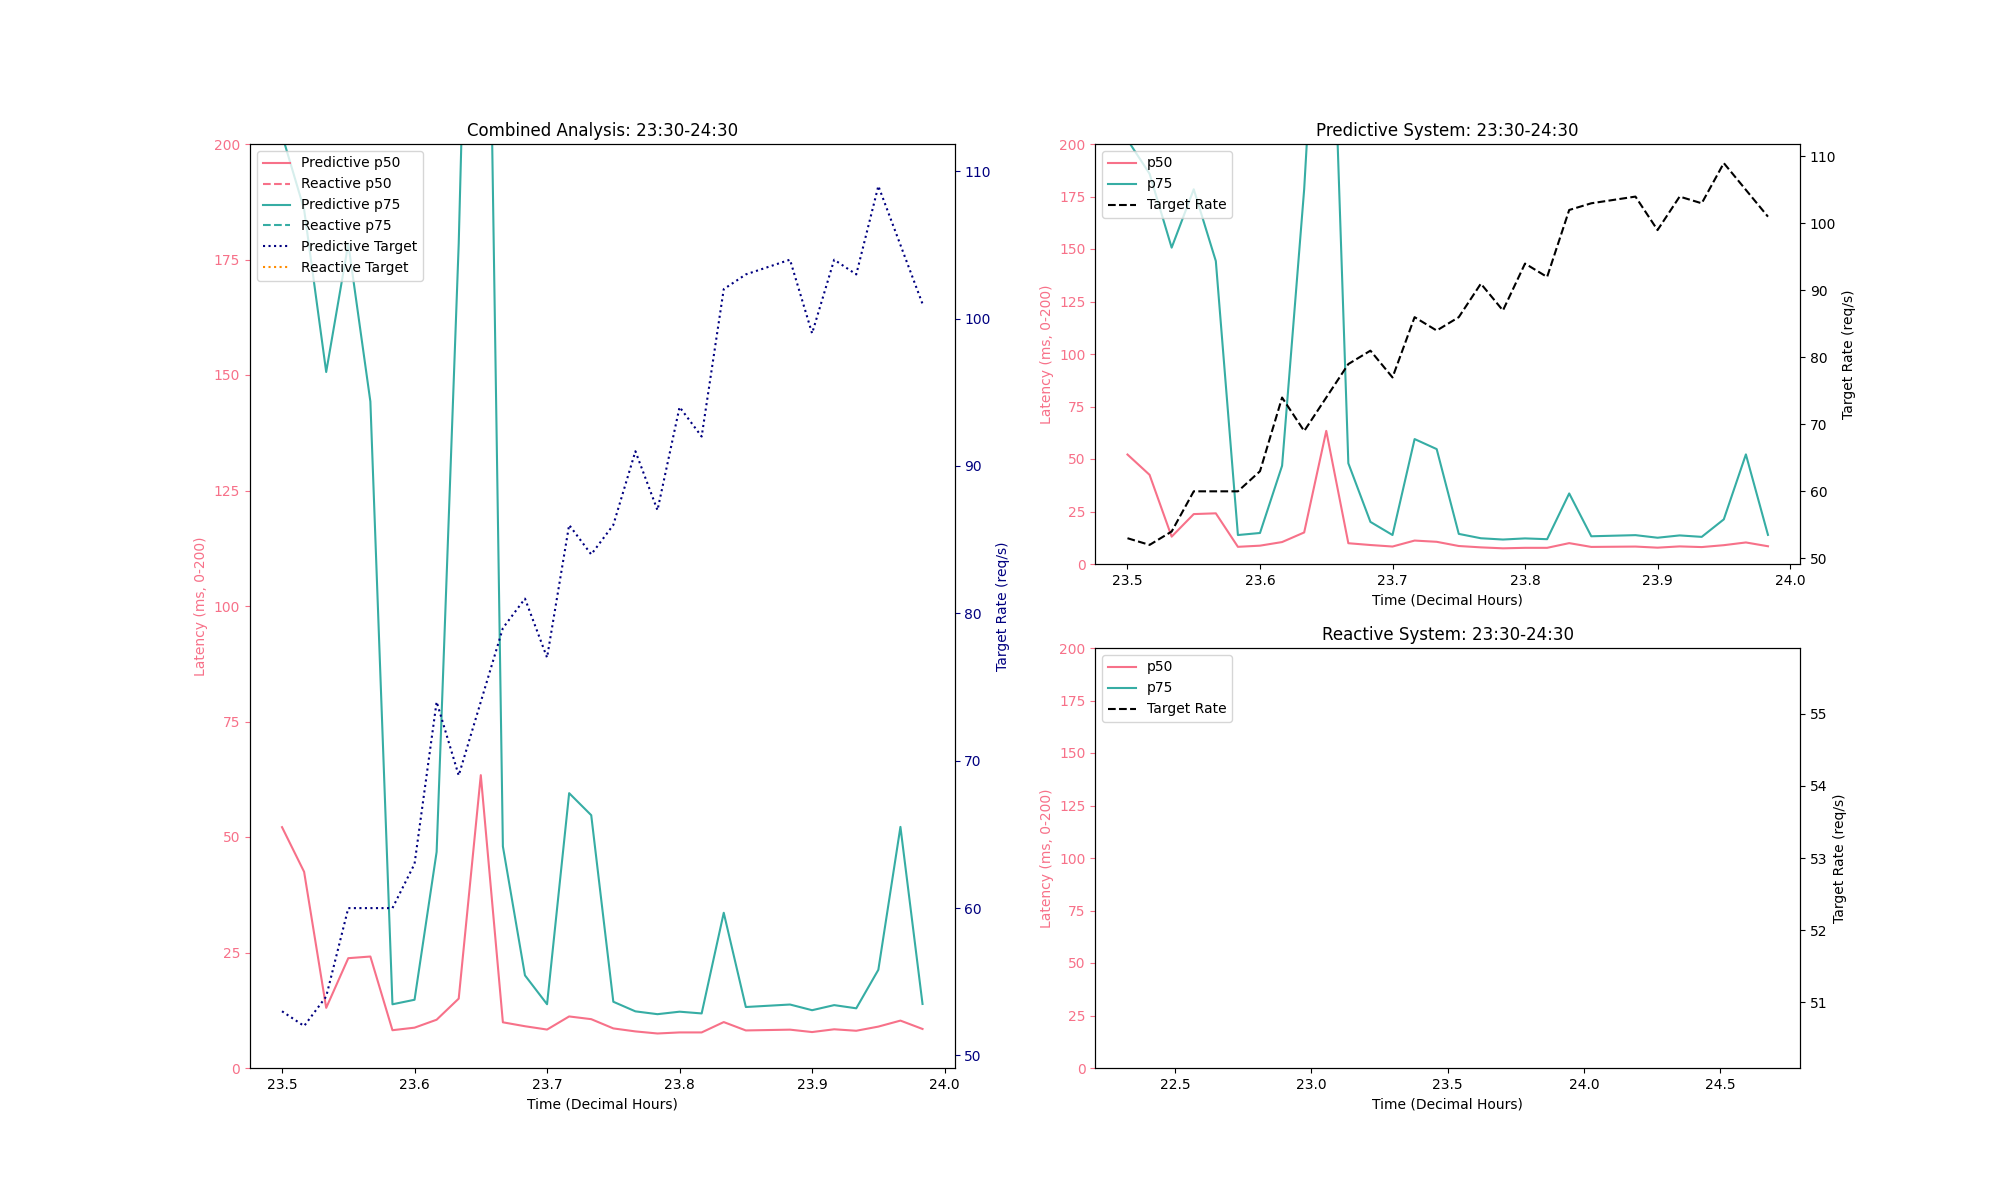 Combined Analysis: 23:30-24:30
Predictive p50
Reactive p50
Predictive p75
Reactive p75
Predictive Target
Reactive Target
200
175
150
125
100
75
50
25
0
Latency (ms, 0-200)
110
100
90
80
70
60
50
Target Rate (req/s)
23.5 23.6 23.7 23.8 23.9 24.0
Time (Decimal Hours)
Predictive System: 23:30-24:30
p50
p75
Target Rate
200
175
150
125
100
75
50
25
0
Latency (ms, 0-200)
110
100
90
80
70
60
50
Target Rate (req/s)
23.5 23.6 23.7 23.8 23.9 24.0
Time (Decimal Hours)
Reactive System: 23:30-24:30
p50
p75
Target Rate
200
175
150
125
100
75
50
25
0
Latency (ms, 0-200)
55
54
53
52
51
Target Rate (req/s)
22.5 23.0 23.5 24.0 24.5
Time (Decimal Hours)